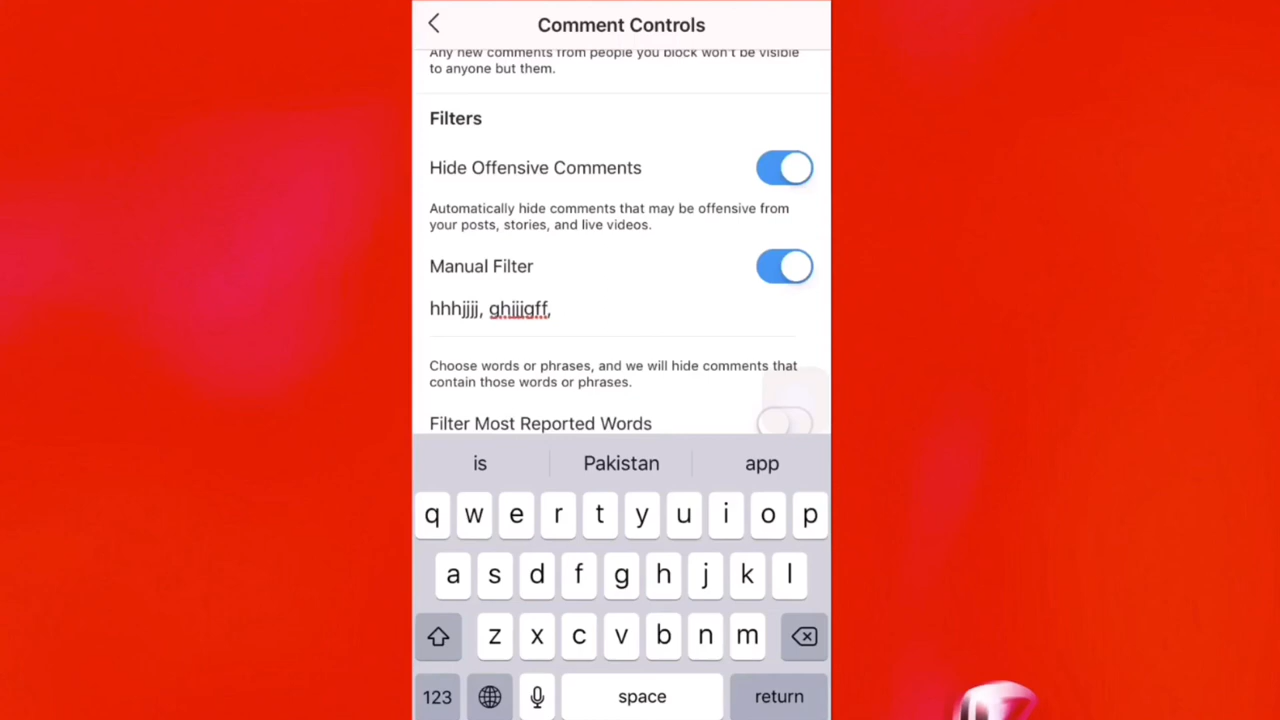 Comment Controls
Any new comments from people you block won't be visible
to anyone but them.
Filters
Hide Offensive Comments
Automatically hide comments that may be offensive from
your posts, stories, and live videos.
Manual Filter
hhhjjjj, ghjjjgff,
Choose words or phrases, and we will hide comments that
contain those words or phrases.
Filter Most Reported Words
is Pakistan app
q w e r t y u i o p
a s d f g h j k l
z x c v b n m
123 space return